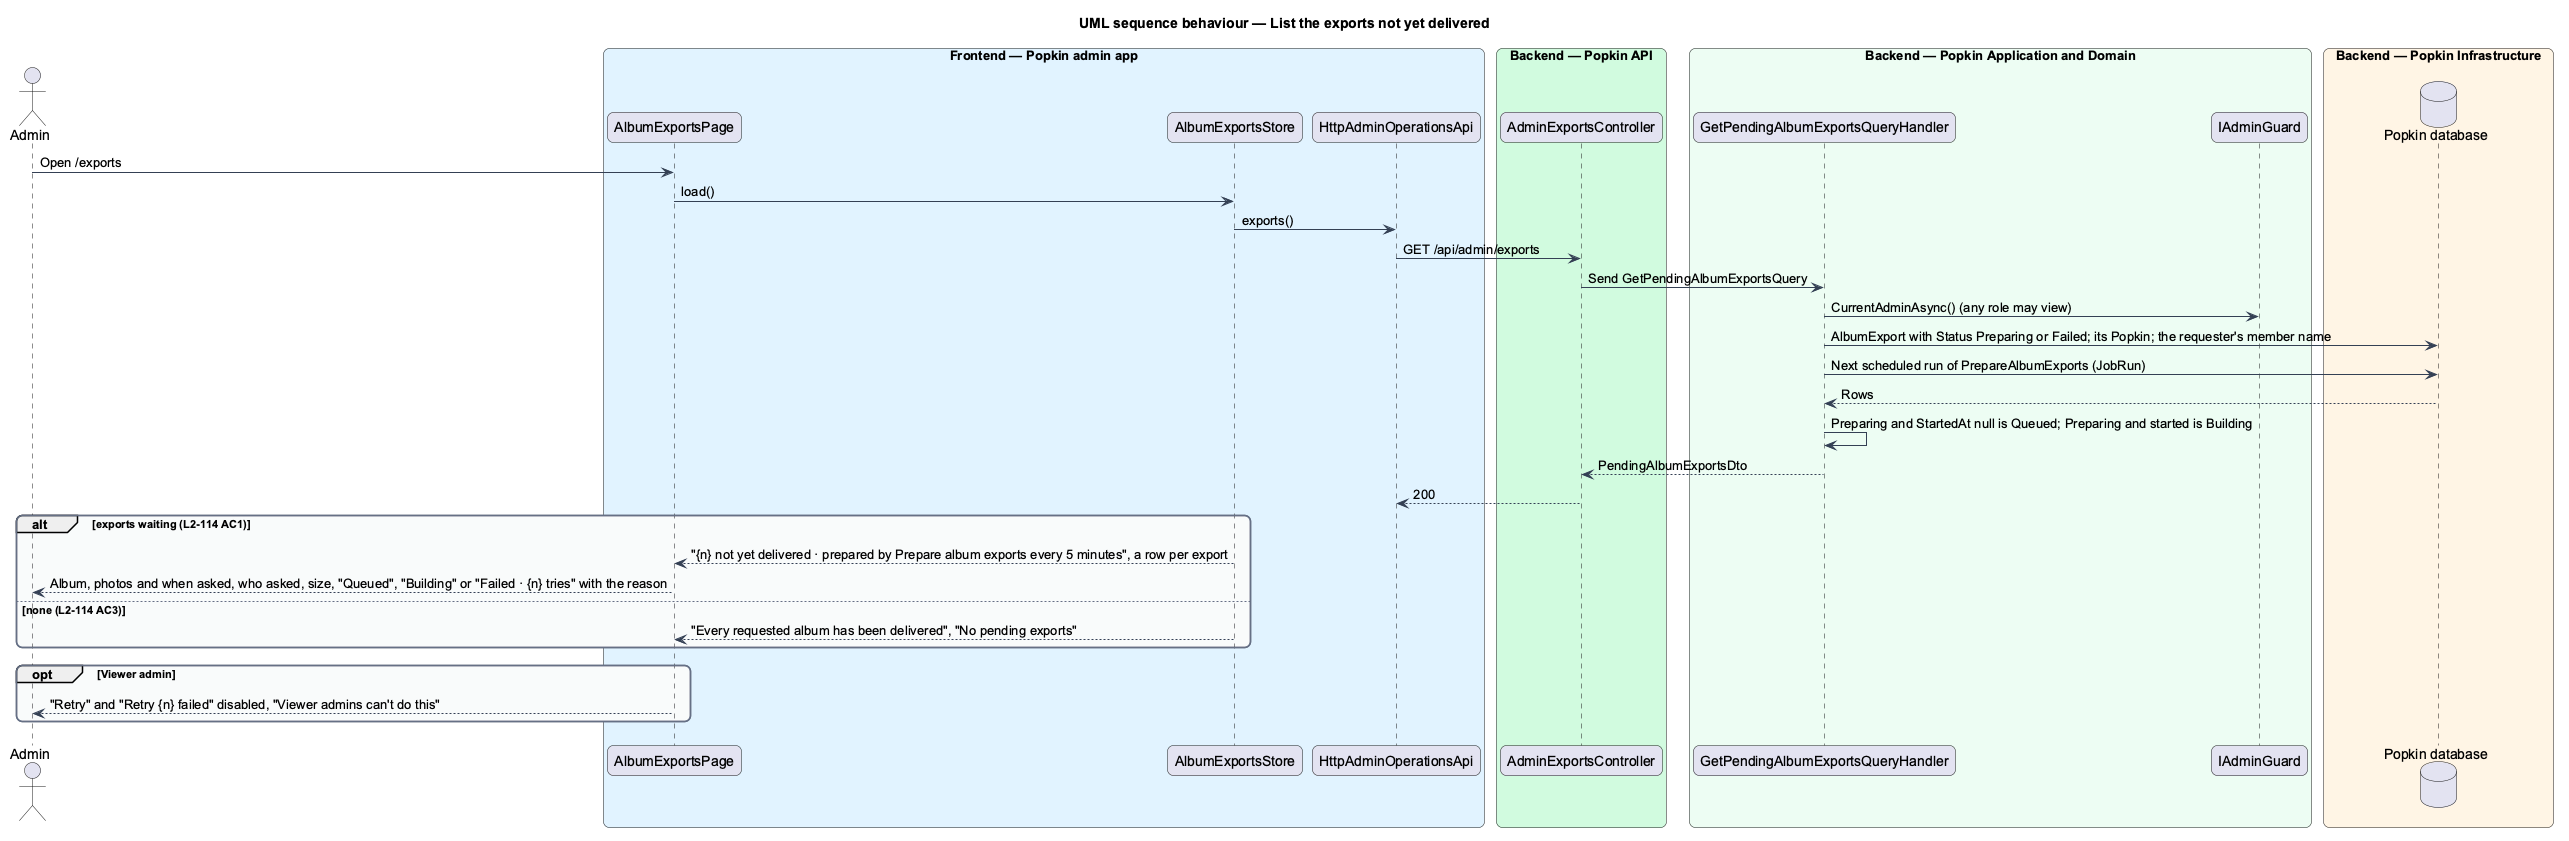 UML sequence behaviour — List the exports not yet delivered
Frontend — Popkin admin app
Backend — Popkin API
Backend — Popkin Application and Domain
Backend — Popkin Infrastructure
Admin
AlbumExportsPage
AlbumExportsStore
HttpAdminOperationsApi
AdminExportsController
GetPendingAlbumExportsQueryHandler
IAdminGuard
Popkin database
Open /exports
load()
exports()
GET /api/admin/exports
Send GetPendingAlbumExportsQuery
CurrentAdminAsync() (any role may view)
AlbumExport with Status Preparing or Failed; its Popkin; the requester's member name
Next scheduled run of PrepareAlbumExports (JobRun)
Rows
Preparing and StartedAt null is Queued; Preparing and started is Building
PendingAlbumExportsDto
200
alt [exports waiting (L2-114 AC1)]
"{n} not yet delivered · prepared by Prepare album exports every 5 minutes", a row per export
Album, photos and when asked, who asked, size, "Queued", "Building" or "Failed · {n} tries" with the reason
[none (L2-114 AC3)]
"Every requested album has been delivered", "No pending exports"
opt [Viewer admin]
"Retry" and "Retry {n} failed" disabled, "Viewer admins can't do this"
Admin
AlbumExportsPage
AlbumExportsStore
HttpAdminOperationsApi
AdminExportsController
GetPendingAlbumExportsQueryHandler
IAdminGuard
Popkin database